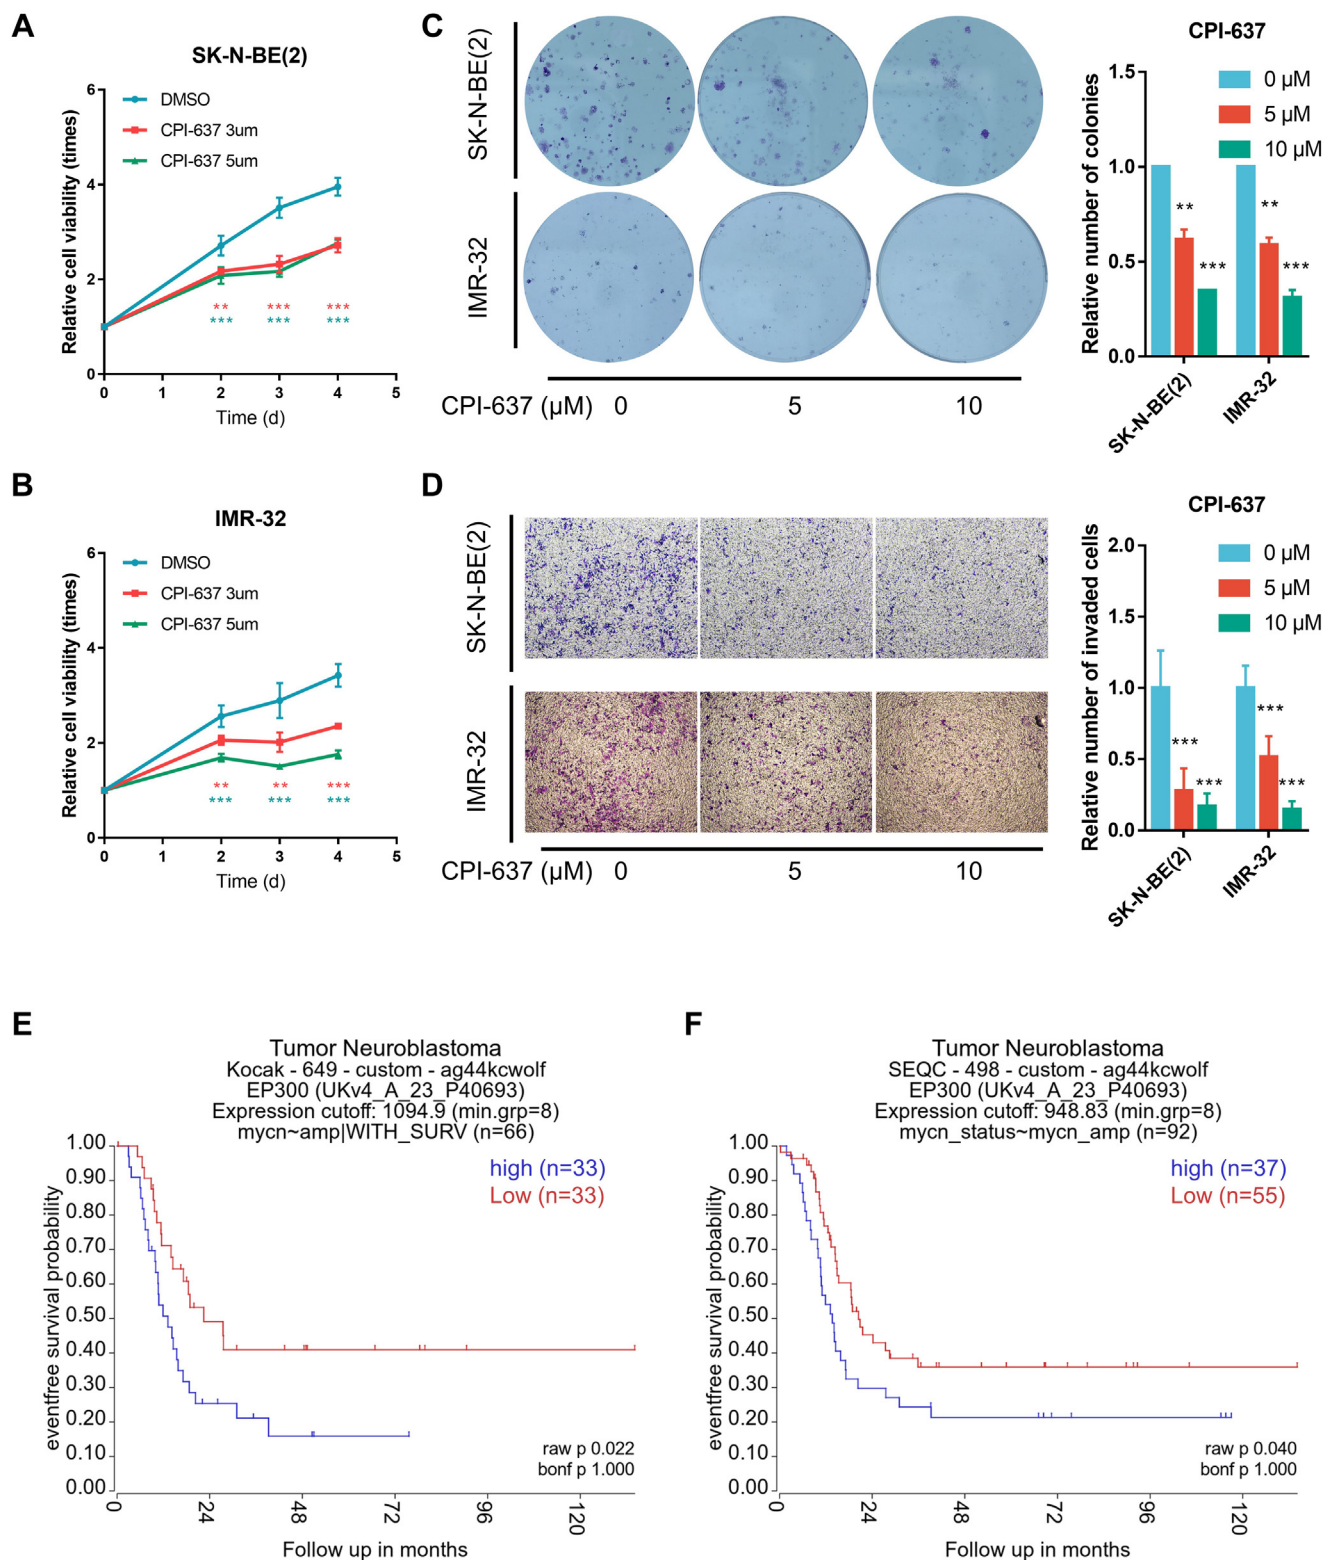 A
SK-N-BE(2)
DMSO
CPI-637 3um
CPI-637 5um
Relative cell viability (times)
6
4
2
0
** *** ***
*** *** ***
0 1 2 3 4 5
Time (d)
B
IMR-32
DMSO
CPI-637 3um
CPI-637 5um
Relative cell viability (times)
6
4
2
0
** ** ***
*** *** ***
0 1 2 3 4 5
Time (d)
C
SK-N-BE(2)
IMR-32
CPI-637 (μM) 0 5 10
CPI-637
0 μM
5 μM
10 μM
Relative number of colonies
1.5
1.0
0.5
0.0
** *** ** ***
SK-N-BE(2)
IMR-32
D
SK-N-BE(2)
IMR-32
CPI-637 (μM) 0 5 10
CPI-637
0 μM
5 μM
10 μM
Relative number of invaded cells
2.0
1.5
1.0
0.5
0.0
*** *** *** ***
SK-N-BE(2)
IMR-32
E
Tumor Neuroblastoma
Kocak - 649 - custom - ag44kcwolf
EP300 (UKv4_A_23_P40693)
Expression cutoff: 1094.9 (min.grp=8)
mycn~amp|WITH_SURV (n=66)
high (n=33)
Low (n=33)
eventfree survival probability
1.00
0.90
0.80
0.70
0.60
0.50
0.40
0.30
0.20
0.10
0.00
raw p 0.022
bonf p 1.000
0 24 48 72 96 120
Follow up in months
F
Tumor Neuroblastoma
SEQC - 498 - custom - ag44kcwolf
EP300 (UKv4_A_23_P40693)
Expression cutoff: 948.83 (min.grp=8)
mycn_status~mycn_amp (n=92)
high (n=37)
Low (n=55)
eventfree survival probability
1.00
0.90
0.80
0.70
0.60
0.50
0.40
0.30
0.20
0.10
0.00
raw p 0.040
bonf p 1.000
0 24 48 72 96 120
Follow up in months